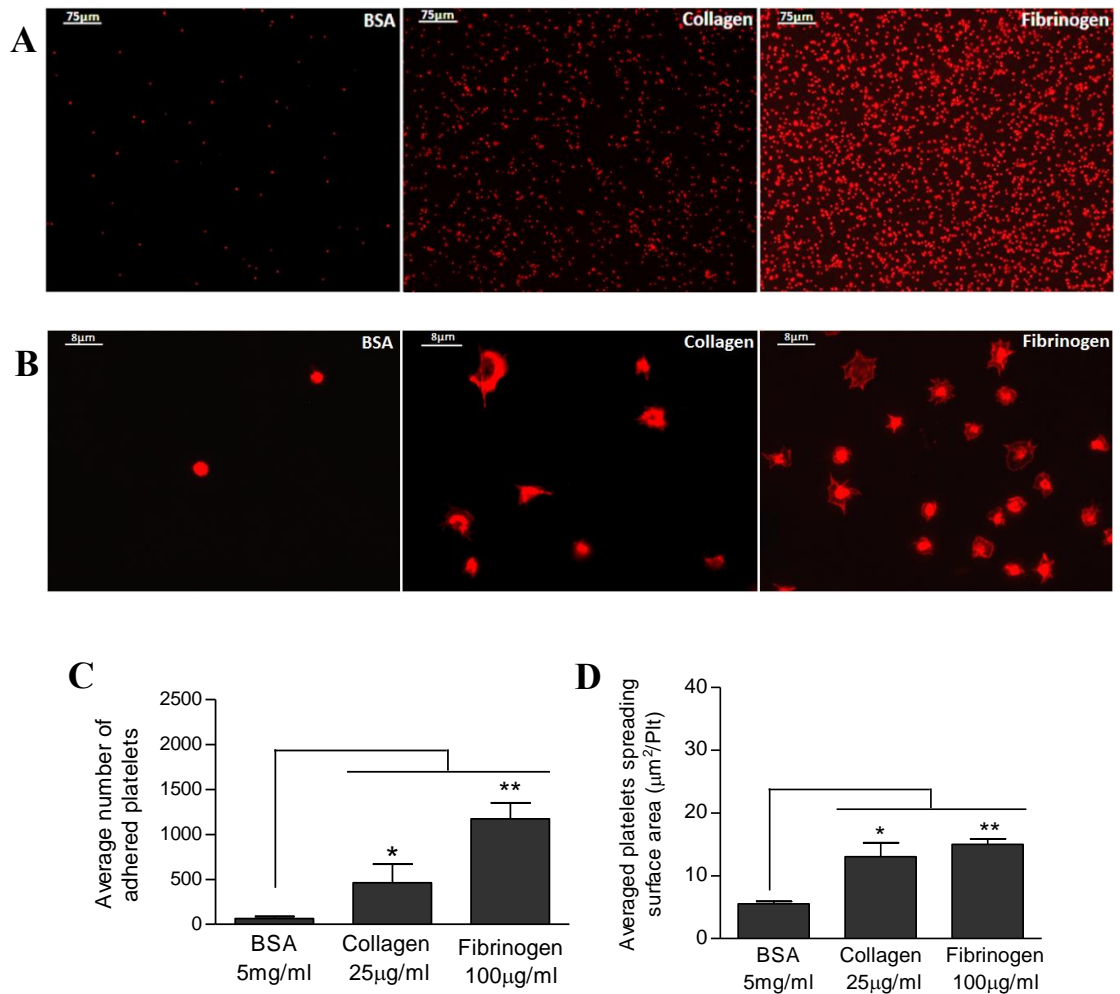 A
75µm
BSA
75µm
Collagen
75µm
Fibrinogen
B
8µm
BSA
8µm
Collagen
8µm
Fibrinogen
C
Average number of
adhered platelets
2500
2000
1500
1000
500
0
*
**
BSA
5mg/ml
Collagen
25µg/ml
Fibrinogen
100µg/ml
D
Averaged platelets spreading
surface area (µm²/Plt)
40
30
20
10
0
*
**
BSA
5mg/ml
Collagen
25µg/ml
Fibrinogen
100µg/ml